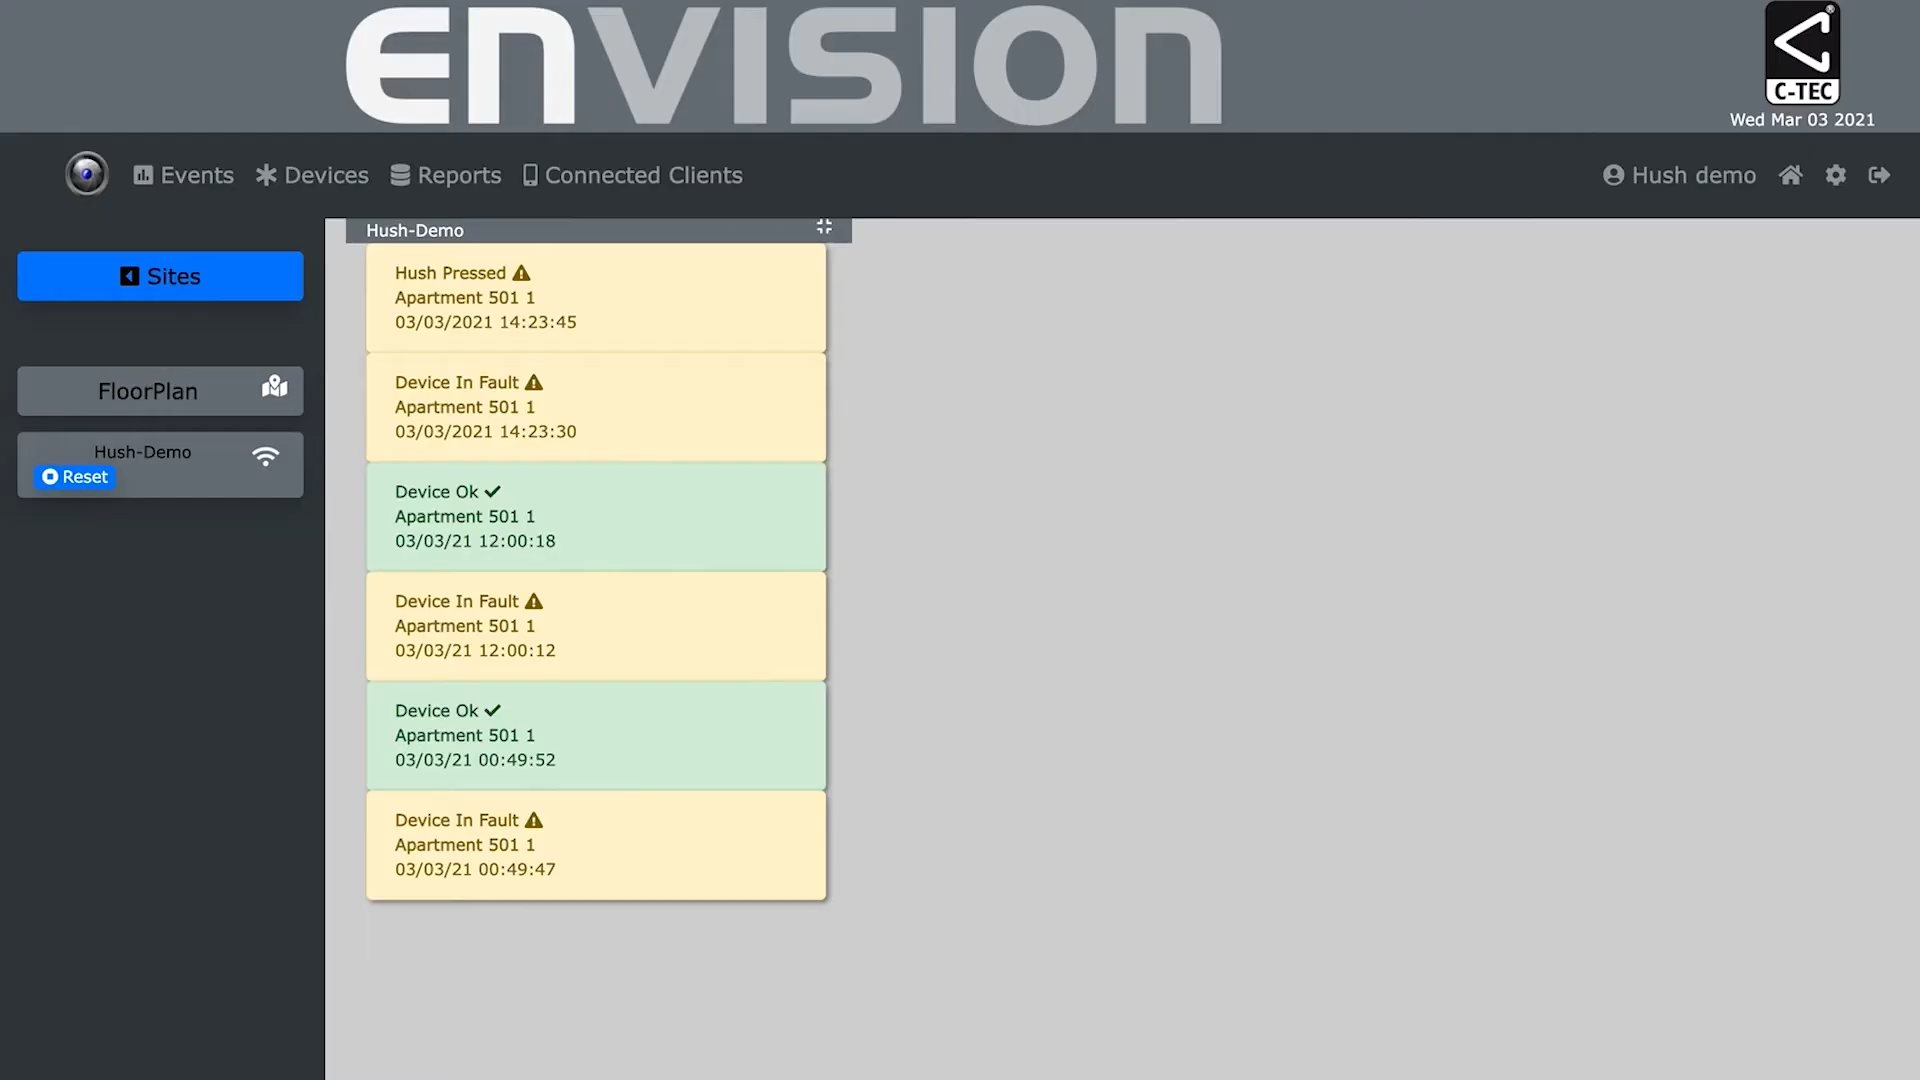 ENVISION
C-TEC
Wed Mar 03 2021
Events Devices Reports Connected Clients
Hush demo
Sites
FloorPlan
Hush-Demo
Reset
Hush-Demo
Hush Pressed
Apartment 501 1
03/03/2021 14:23:45
Device In Fault
Apartment 501 1
03/03/2021 14:23:30
Device Ok
Apartment 501 1
03/03/21 12:00:18
Device In Fault
Apartment 501 1
03/03/21 12:00:12
Device Ok
Apartment 501 1
03/03/21 00:49:52
Device In Fault
Apartment 501 1
03/03/21 00:49:47